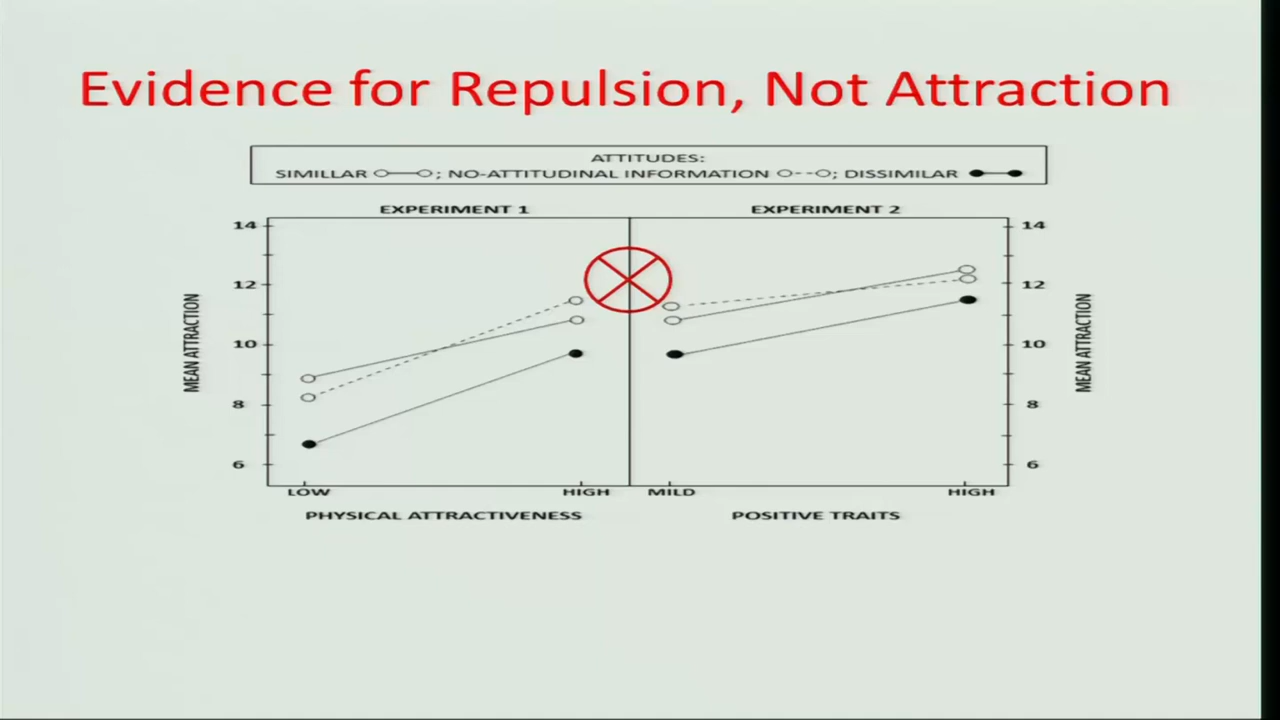 Evidence for Repulsion, Not Attraction
ATTITUDES:
SIMILLAR ; NO-ATTITUDINAL INFORMATION ; DISSIMILAR
EXPERIMENT 1 EXPERIMENT 2
14 14
12 12
MEAN ATTRACTION MEAN ATTRACTION
10 10
8 8
6 6
LOW HIGH MILD HIGH
PHYSICAL ATTRACTIVENESS POSITIVE TRAITS